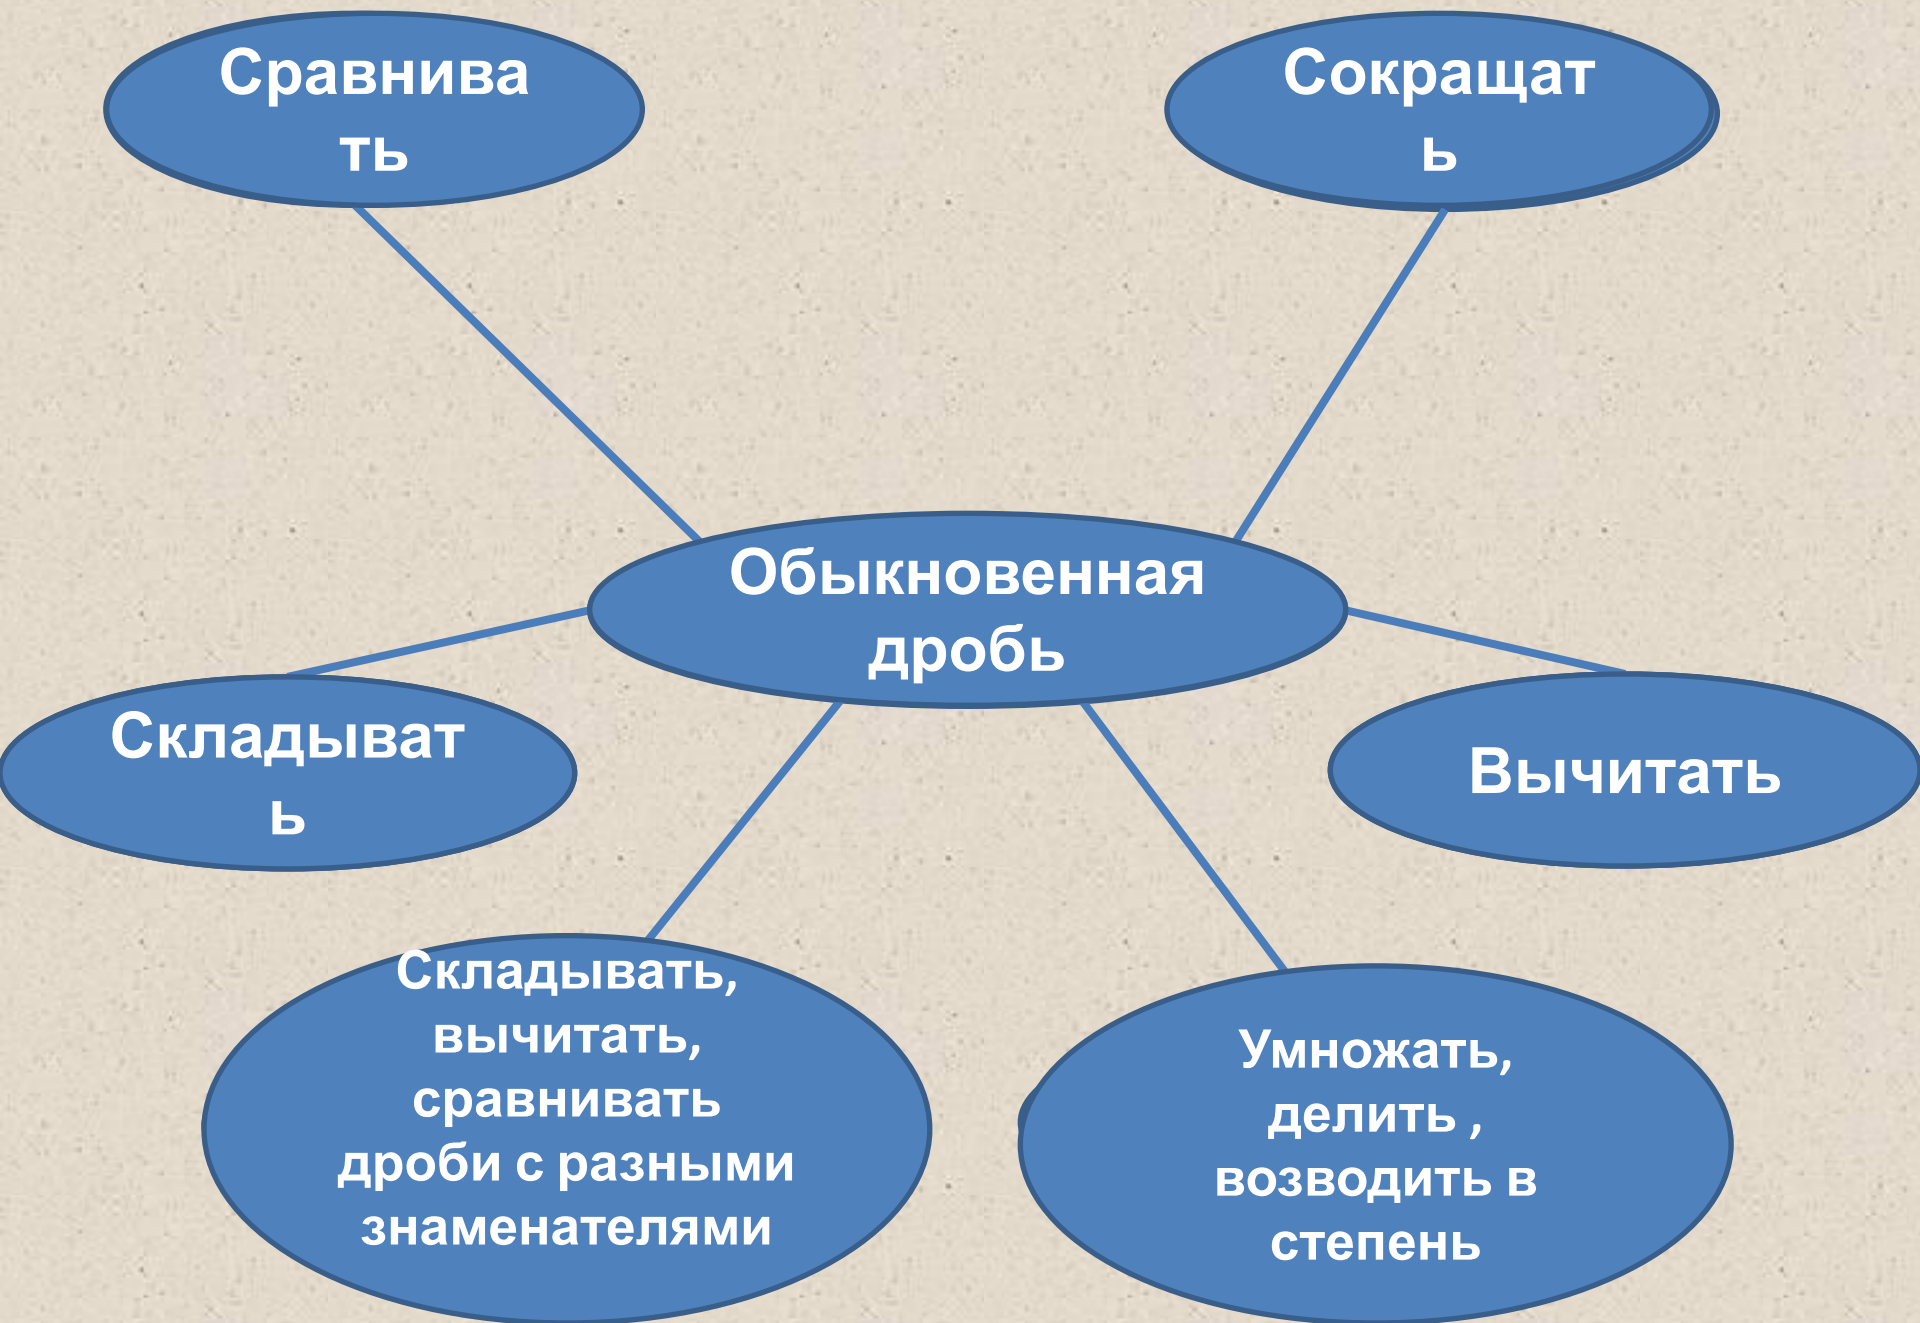 Сравнива
ть
Сокращат
ь
Обыкновенная
дробь
Складыват
ь
Вычитать
Складывать,
вычитать,
сравнивать
дроби с разными
знаменателями
Умножать,
делить ,
возводить в
степень